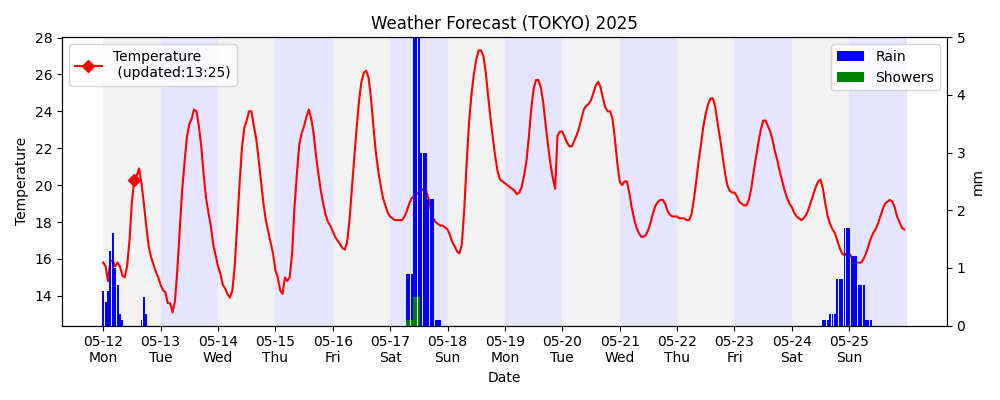 Weather Forecast (TOKYO) 2025
Temperature
(updated:13:25)
Rain
Showers
28
26
24
22
20
18
16
14
Temperature
5
4
3
2
1
0
mm
05-12 05-13 05-14 05-15 05-16 05-17 05-18 05-19 05-20 05-21 05-22 05-23 05-24 05-25
Mon Tue Wed Thu Fri Sat Sun Mon Tue Wed Thu Fri Sat Sun
Date